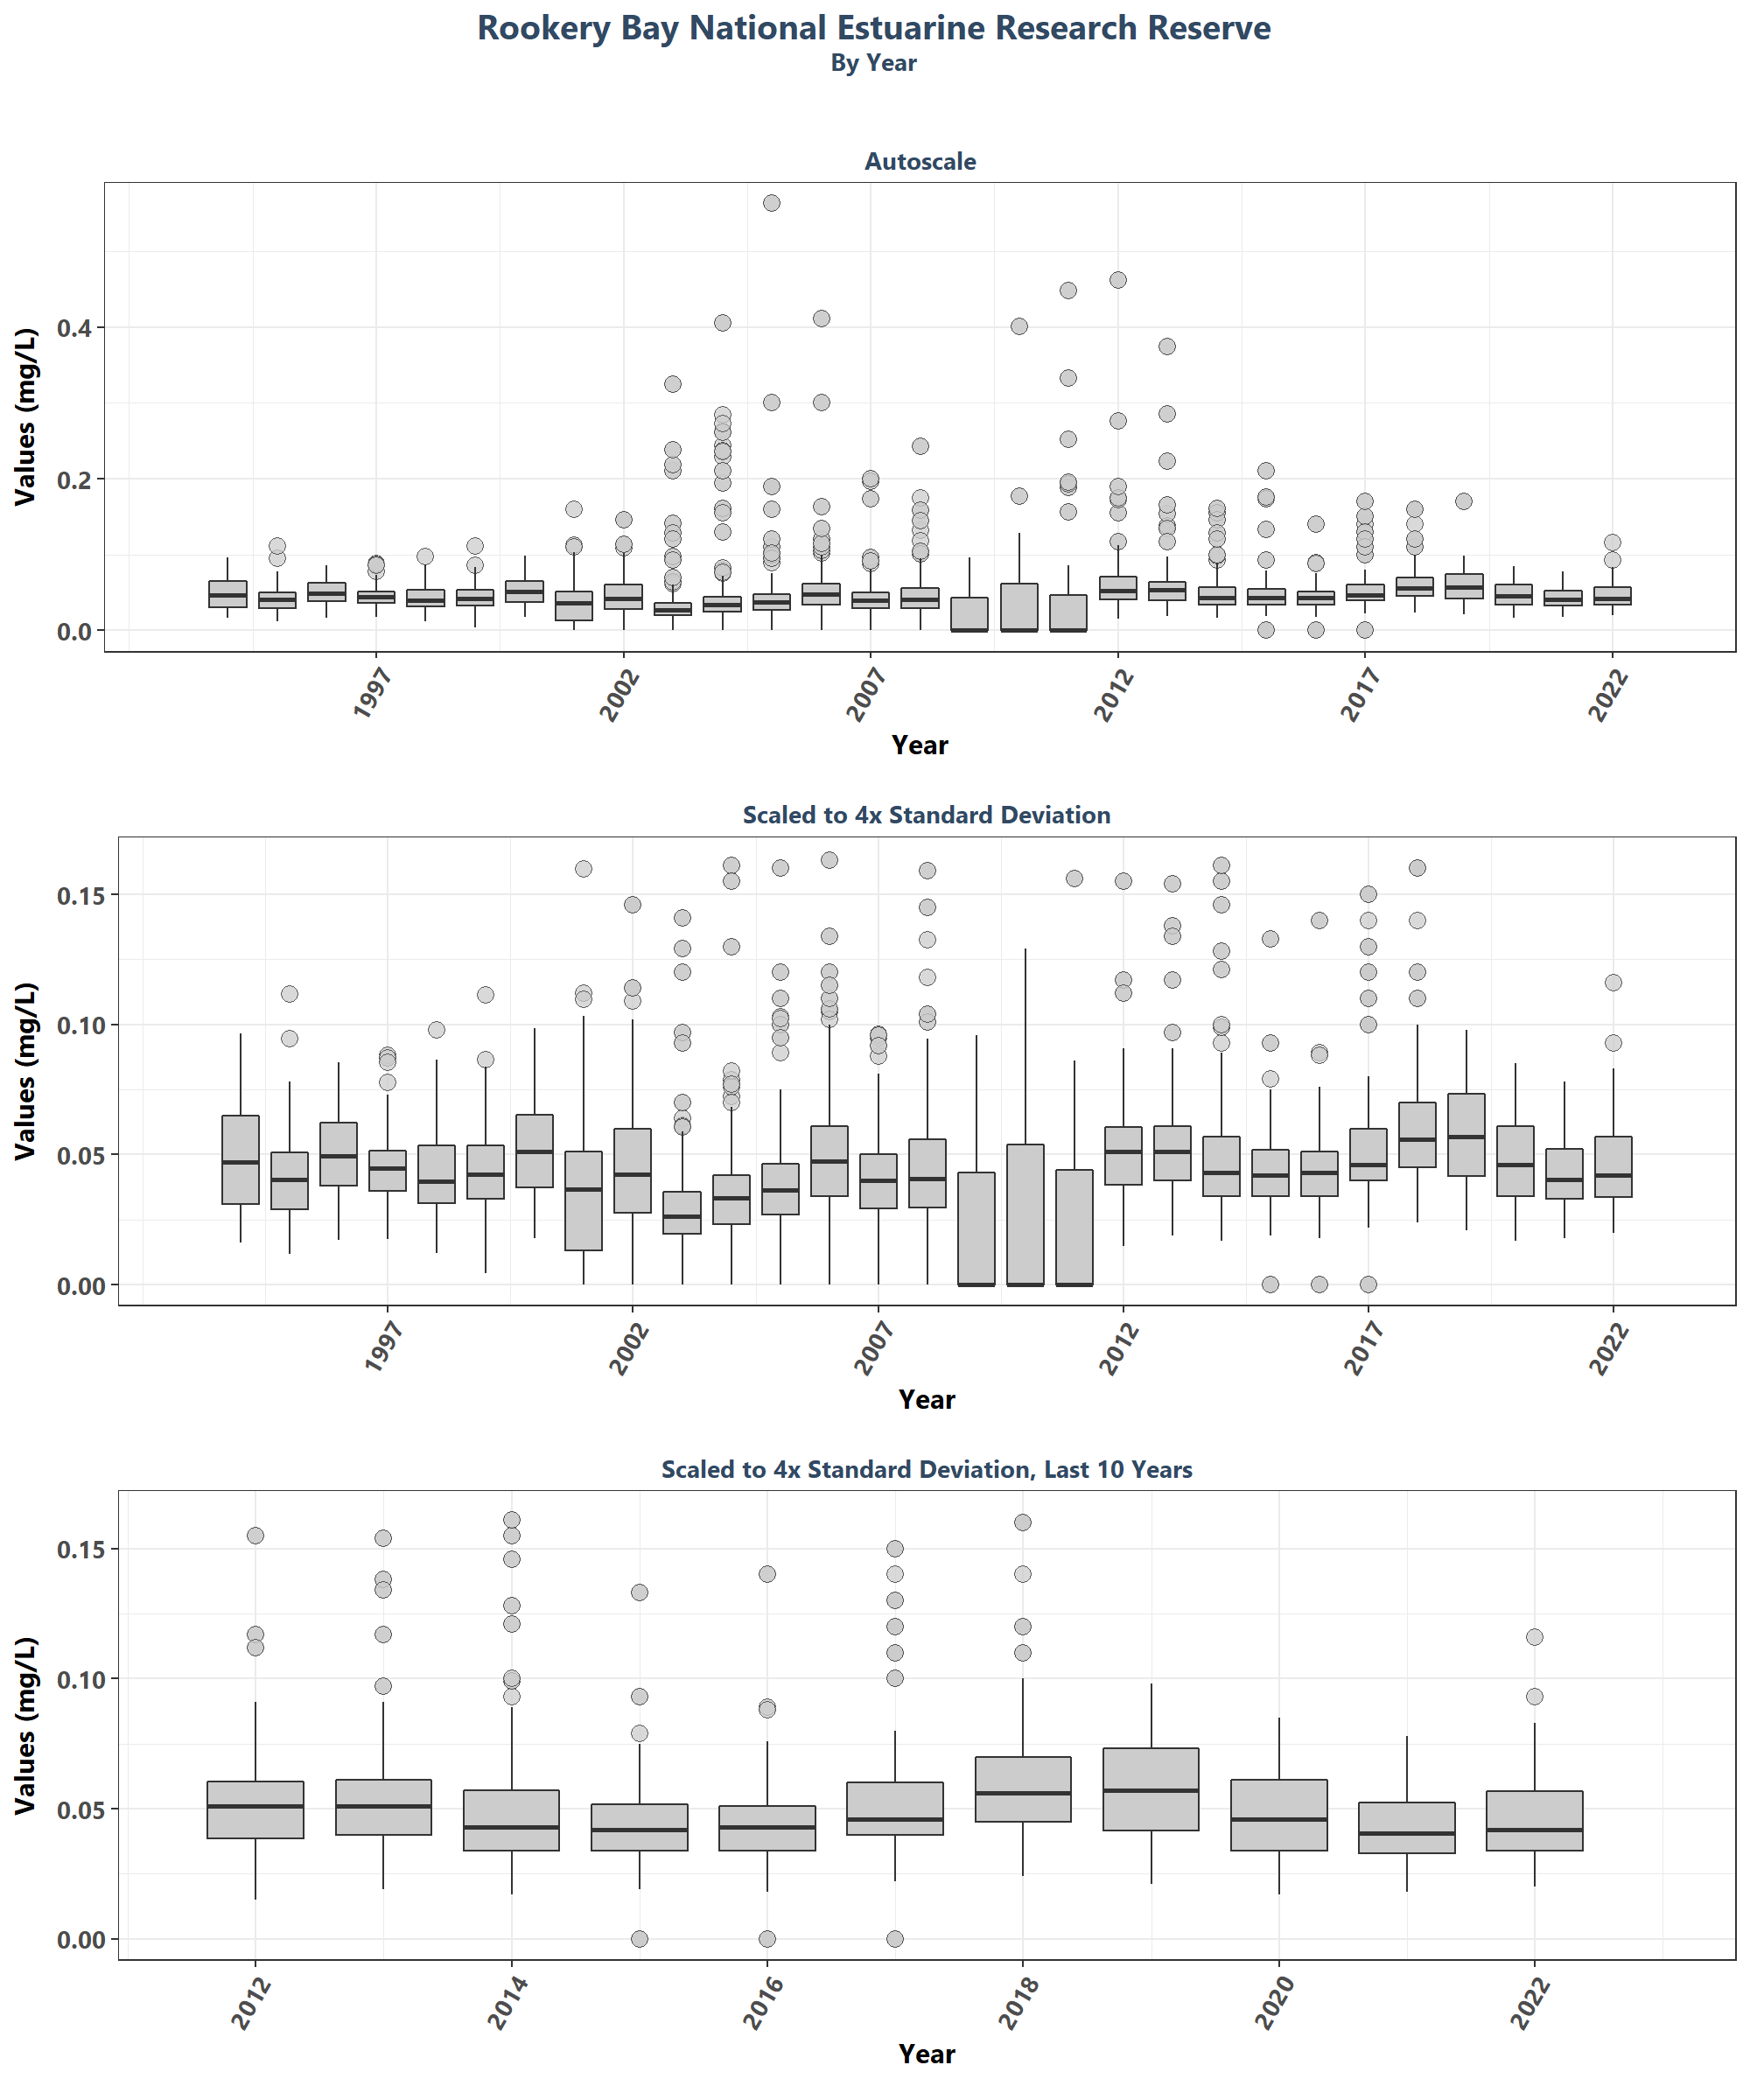 Rookery Bay National Estuarine Research Reserve
By Year
Autoscale
Values (mg/L)
0.4
0.2
0.0
1997
2002
2007
2012
2017
2022
Year
Scaled to 4x Standard Deviation
Values (mg/L)
0.15
0.10
0.05
0.00
1997
2002
2007
2012
2017
2022
Year
Scaled to 4x Standard Deviation, Last 10 Years
Values (mg/L)
0.15
0.10
0.05
0.00
2012
2014
2016
2018
2020
2022
Year